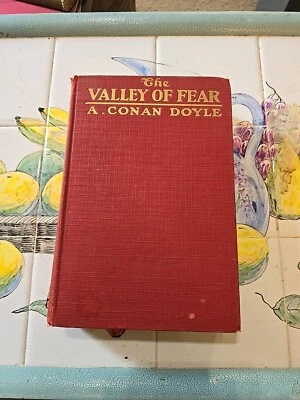 The
VALLEY OF FEAR
A. CONAN DOYLE